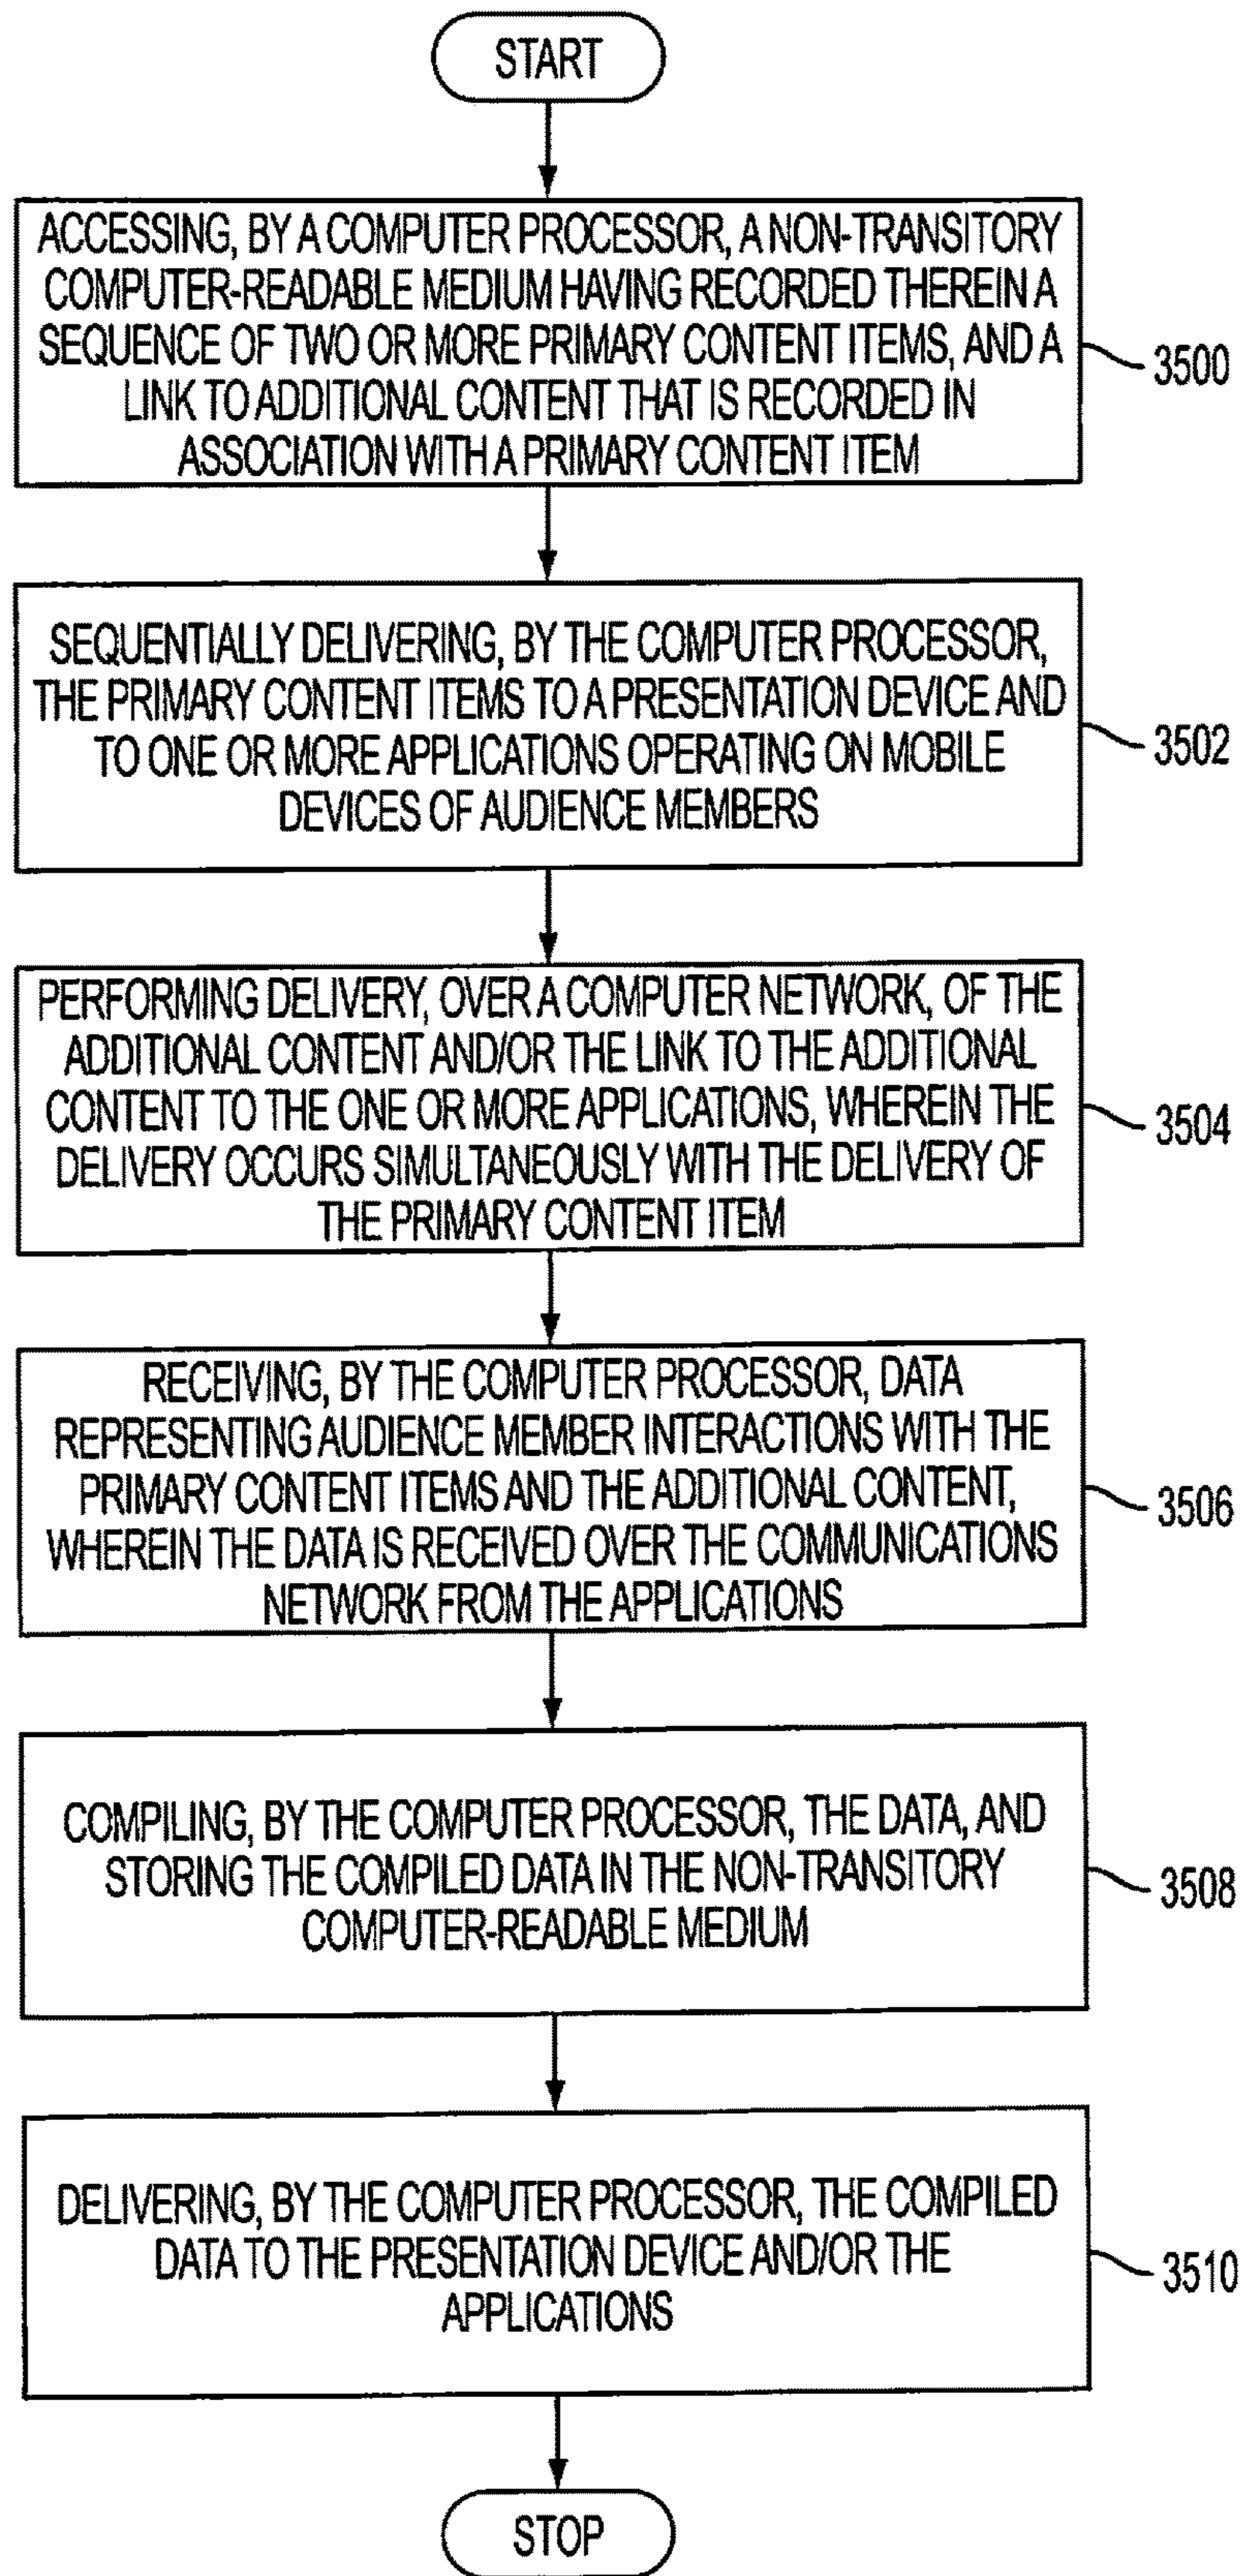 START
ACCESSING, BY A COMPUTER PROCESSOR, A NON-TRANSITORY
COMPUTER-READABLE MEDIUM HAVING RECORDED THEREIN A
SEQUENCE OF TWO OR MORE PRIMARY CONTENT ITEMS, AND A
LINK TO ADDITIONAL CONTENT THAT IS RECORDED IN
ASSOCIATION WITH A PRIMARY CONTENT ITEM
3500
SEQUENTIALLY DELIVERING, BY THE COMPUTER PROCESSOR,
THE PRIMARY CONTENT ITEMS TO A PRESENTATION DEVICE AND
TO ONE OR MORE APPLICATIONS OPERATING ON MOBILE
DEVICES OF AUDIENCE MEMBERS
3502
PERFORMING DELIVERY, OVER A COMPUTER NETWORK, OF THE
ADDITIONAL CONTENT AND/OR THE LINK TO THE ADDITIONAL
CONTENT TO THE ONE OR MORE APPLICATIONS, WHEREIN THE
DELIVERY OCCURS SIMULTANEOUSLY WITH THE DELIVERY OF
THE PRIMARY CONTENT ITEM
3504
RECEIVING, BY THE COMPUTER PROCESSOR, DATA
REPRESENTING AUDIENCE MEMBER INTERACTIONS WITH THE
PRIMARY CONTENT ITEMS AND THE ADDITIONAL CONTENT,
WHEREIN THE DATA IS RECEIVED OVER THE COMMUNICATIONS
NETWORK FROM THE APPLICATIONS
3506
COMPILING, BY THE COMPUTER PROCESSOR, THE DATA, AND
STORING THE COMPILED DATA IN THE NON-TRANSITORY
COMPUTER-READABLE MEDIUM
3508
DELIVERING, BY THE COMPUTER PROCESSOR, THE COMPILED
DATA TO THE PRESENTATION DEVICE AND/OR THE
APPLICATIONS
3510
STOP